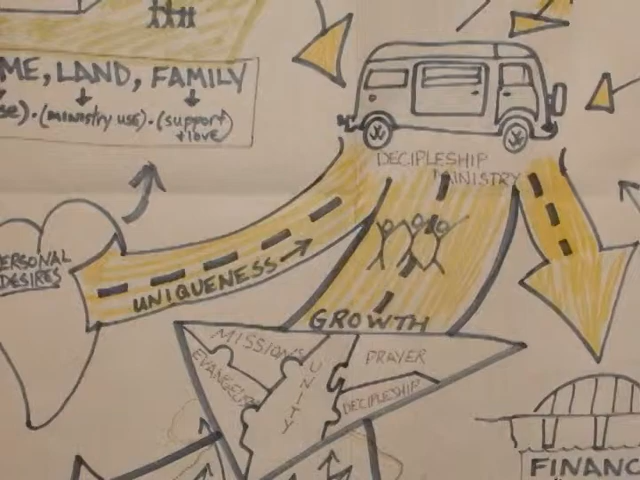 ME, LAND, FAMILY
se) · (ministry use) · (support
+ love)
DECIPLESHIP
MINISTRY
PERSONAL
DESIRES
UNIQUENESS
GROWTH
MISSIONS
EVANGELISM
UNITY
PRAYER
DECIPLESHIP
FINANC